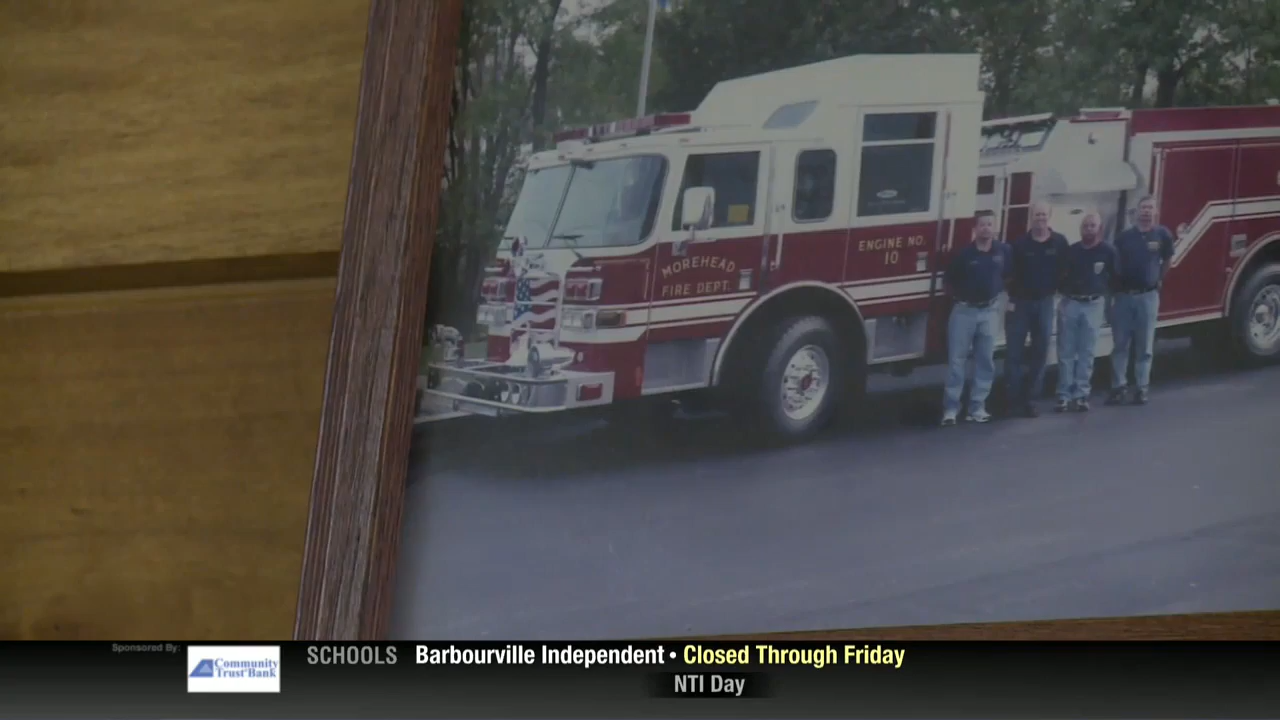 MOREHEAD
FIRE DEPT.
ENGINE NO.
10
Sponsored By:
Community
Trust Bank
SCHOOLS Barbourville Independent • Closed Through Friday
NTI Day